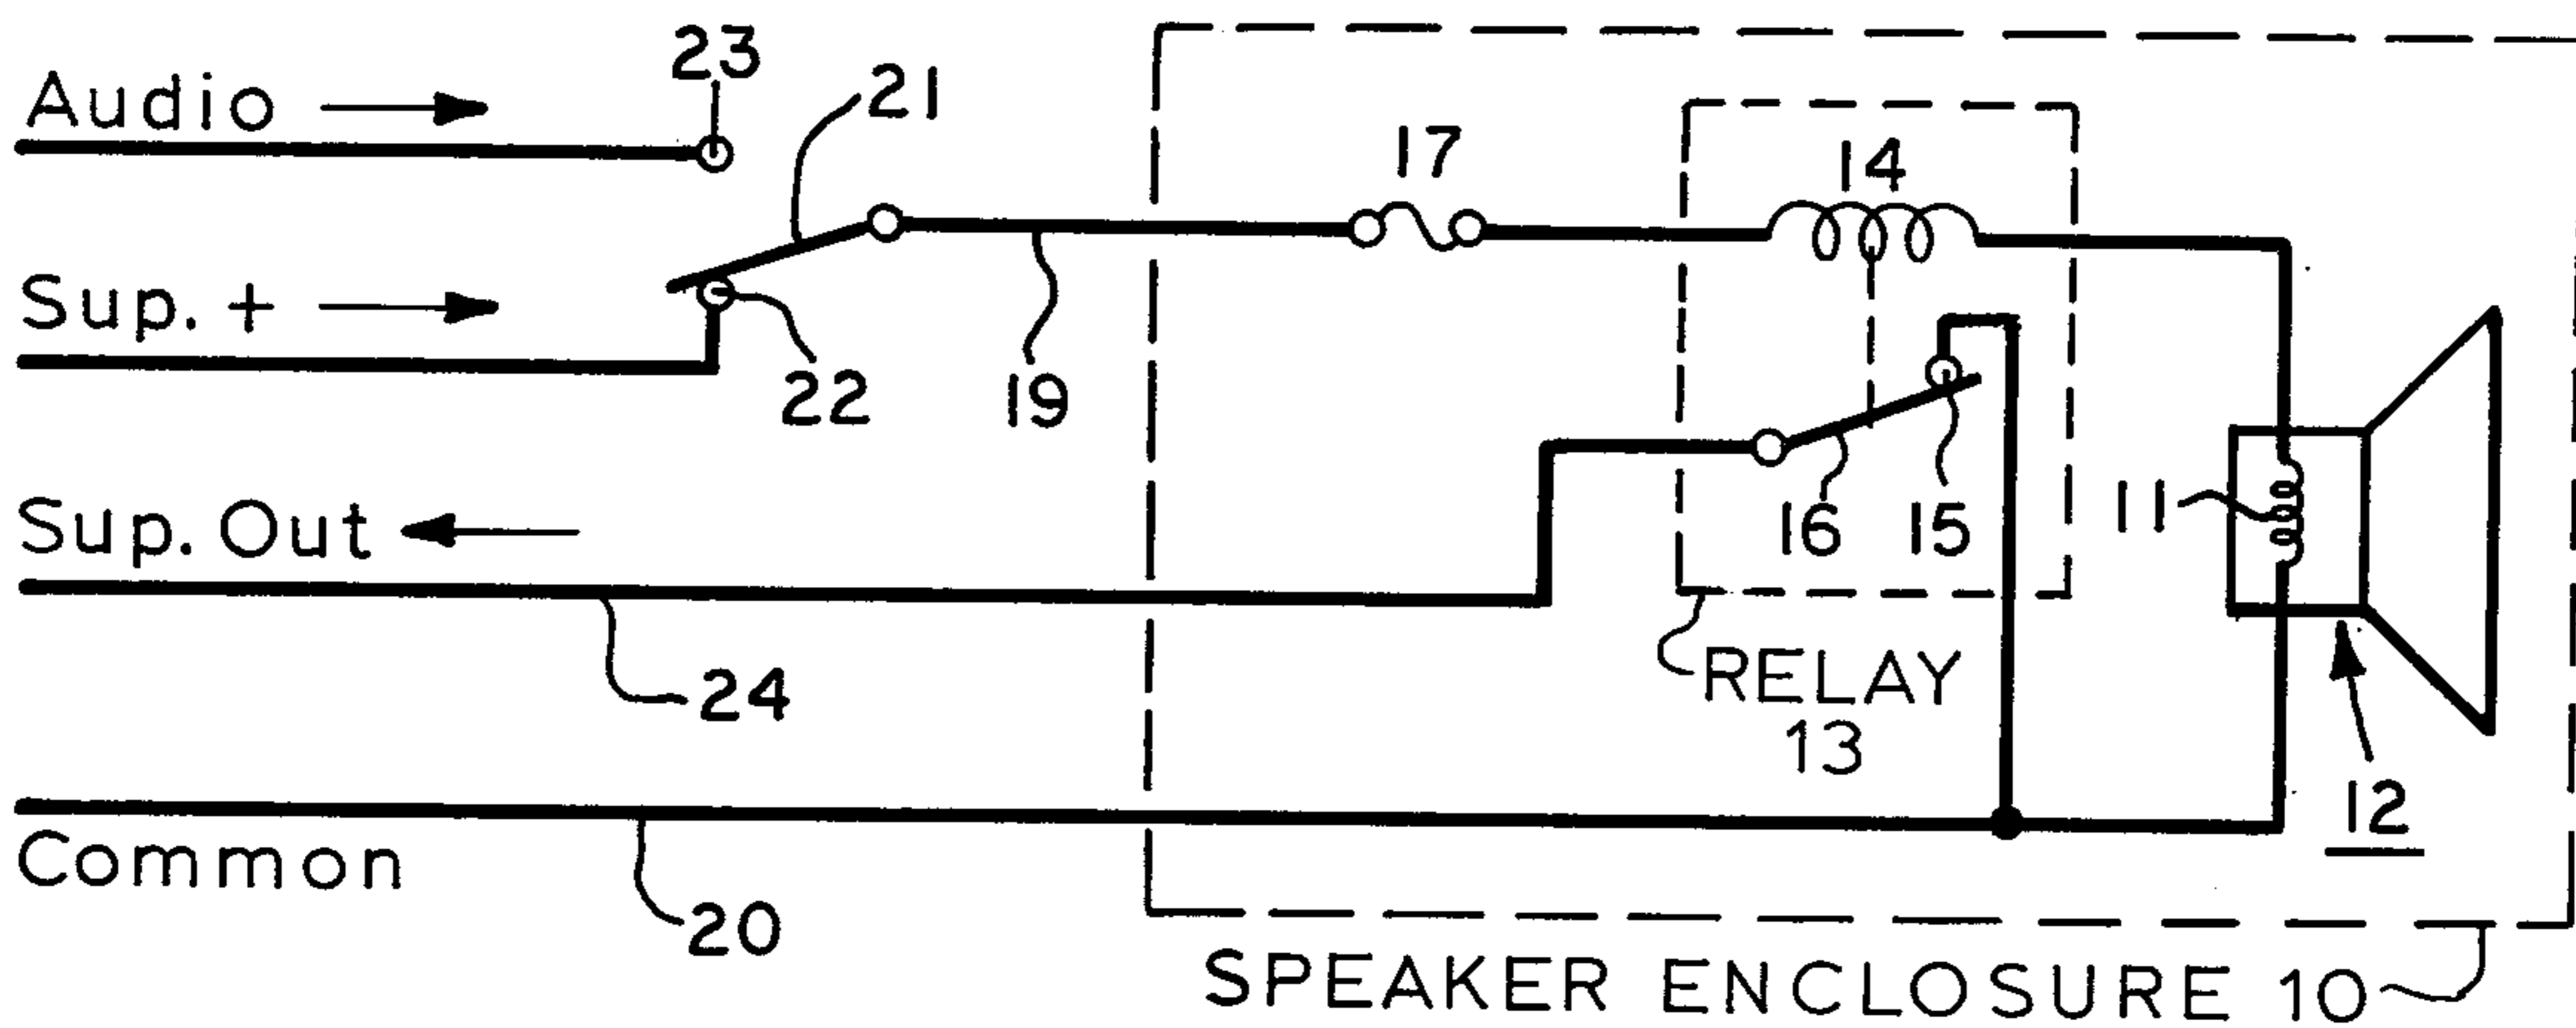 23
Audio
21
17
14
Sup. +
22
19
11
16
15
Sup. Out
24
RELAY
13
12
Common
20
SPEAKER ENCLOSURE 10